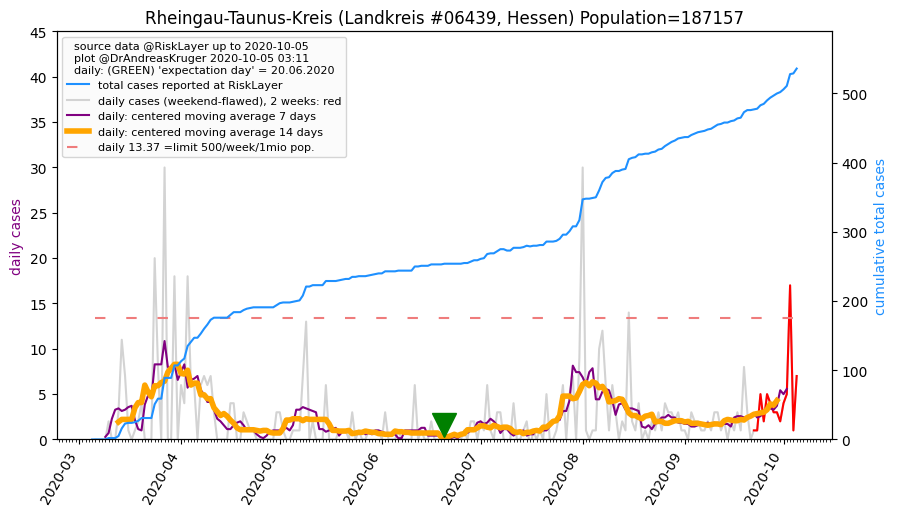 Rheingau-Taunus-Kreis (Landkreis #06439, Hessen) Population=187157
source data @RiskLayer up to 2020-10-05
plot @DrAndreasKruger 2020-10-05 03:11
daily: (GREEN) 'expectation day' = 20.06.2020
total cases reported at RiskLayer
daily cases (weekend-flawed), 2 weeks: red
daily: centered moving average 7 days
daily: centered moving average 14 days
daily 13.37 =limit 500/week/1mio pop.
daily cases
45
40
35
30
25
20
15
10
5
0
cumulative total cases
500
400
300
200
100
0
2020-03
2020-04
2020-05
2020-06
2020-07
2020-08
2020-09
2020-10